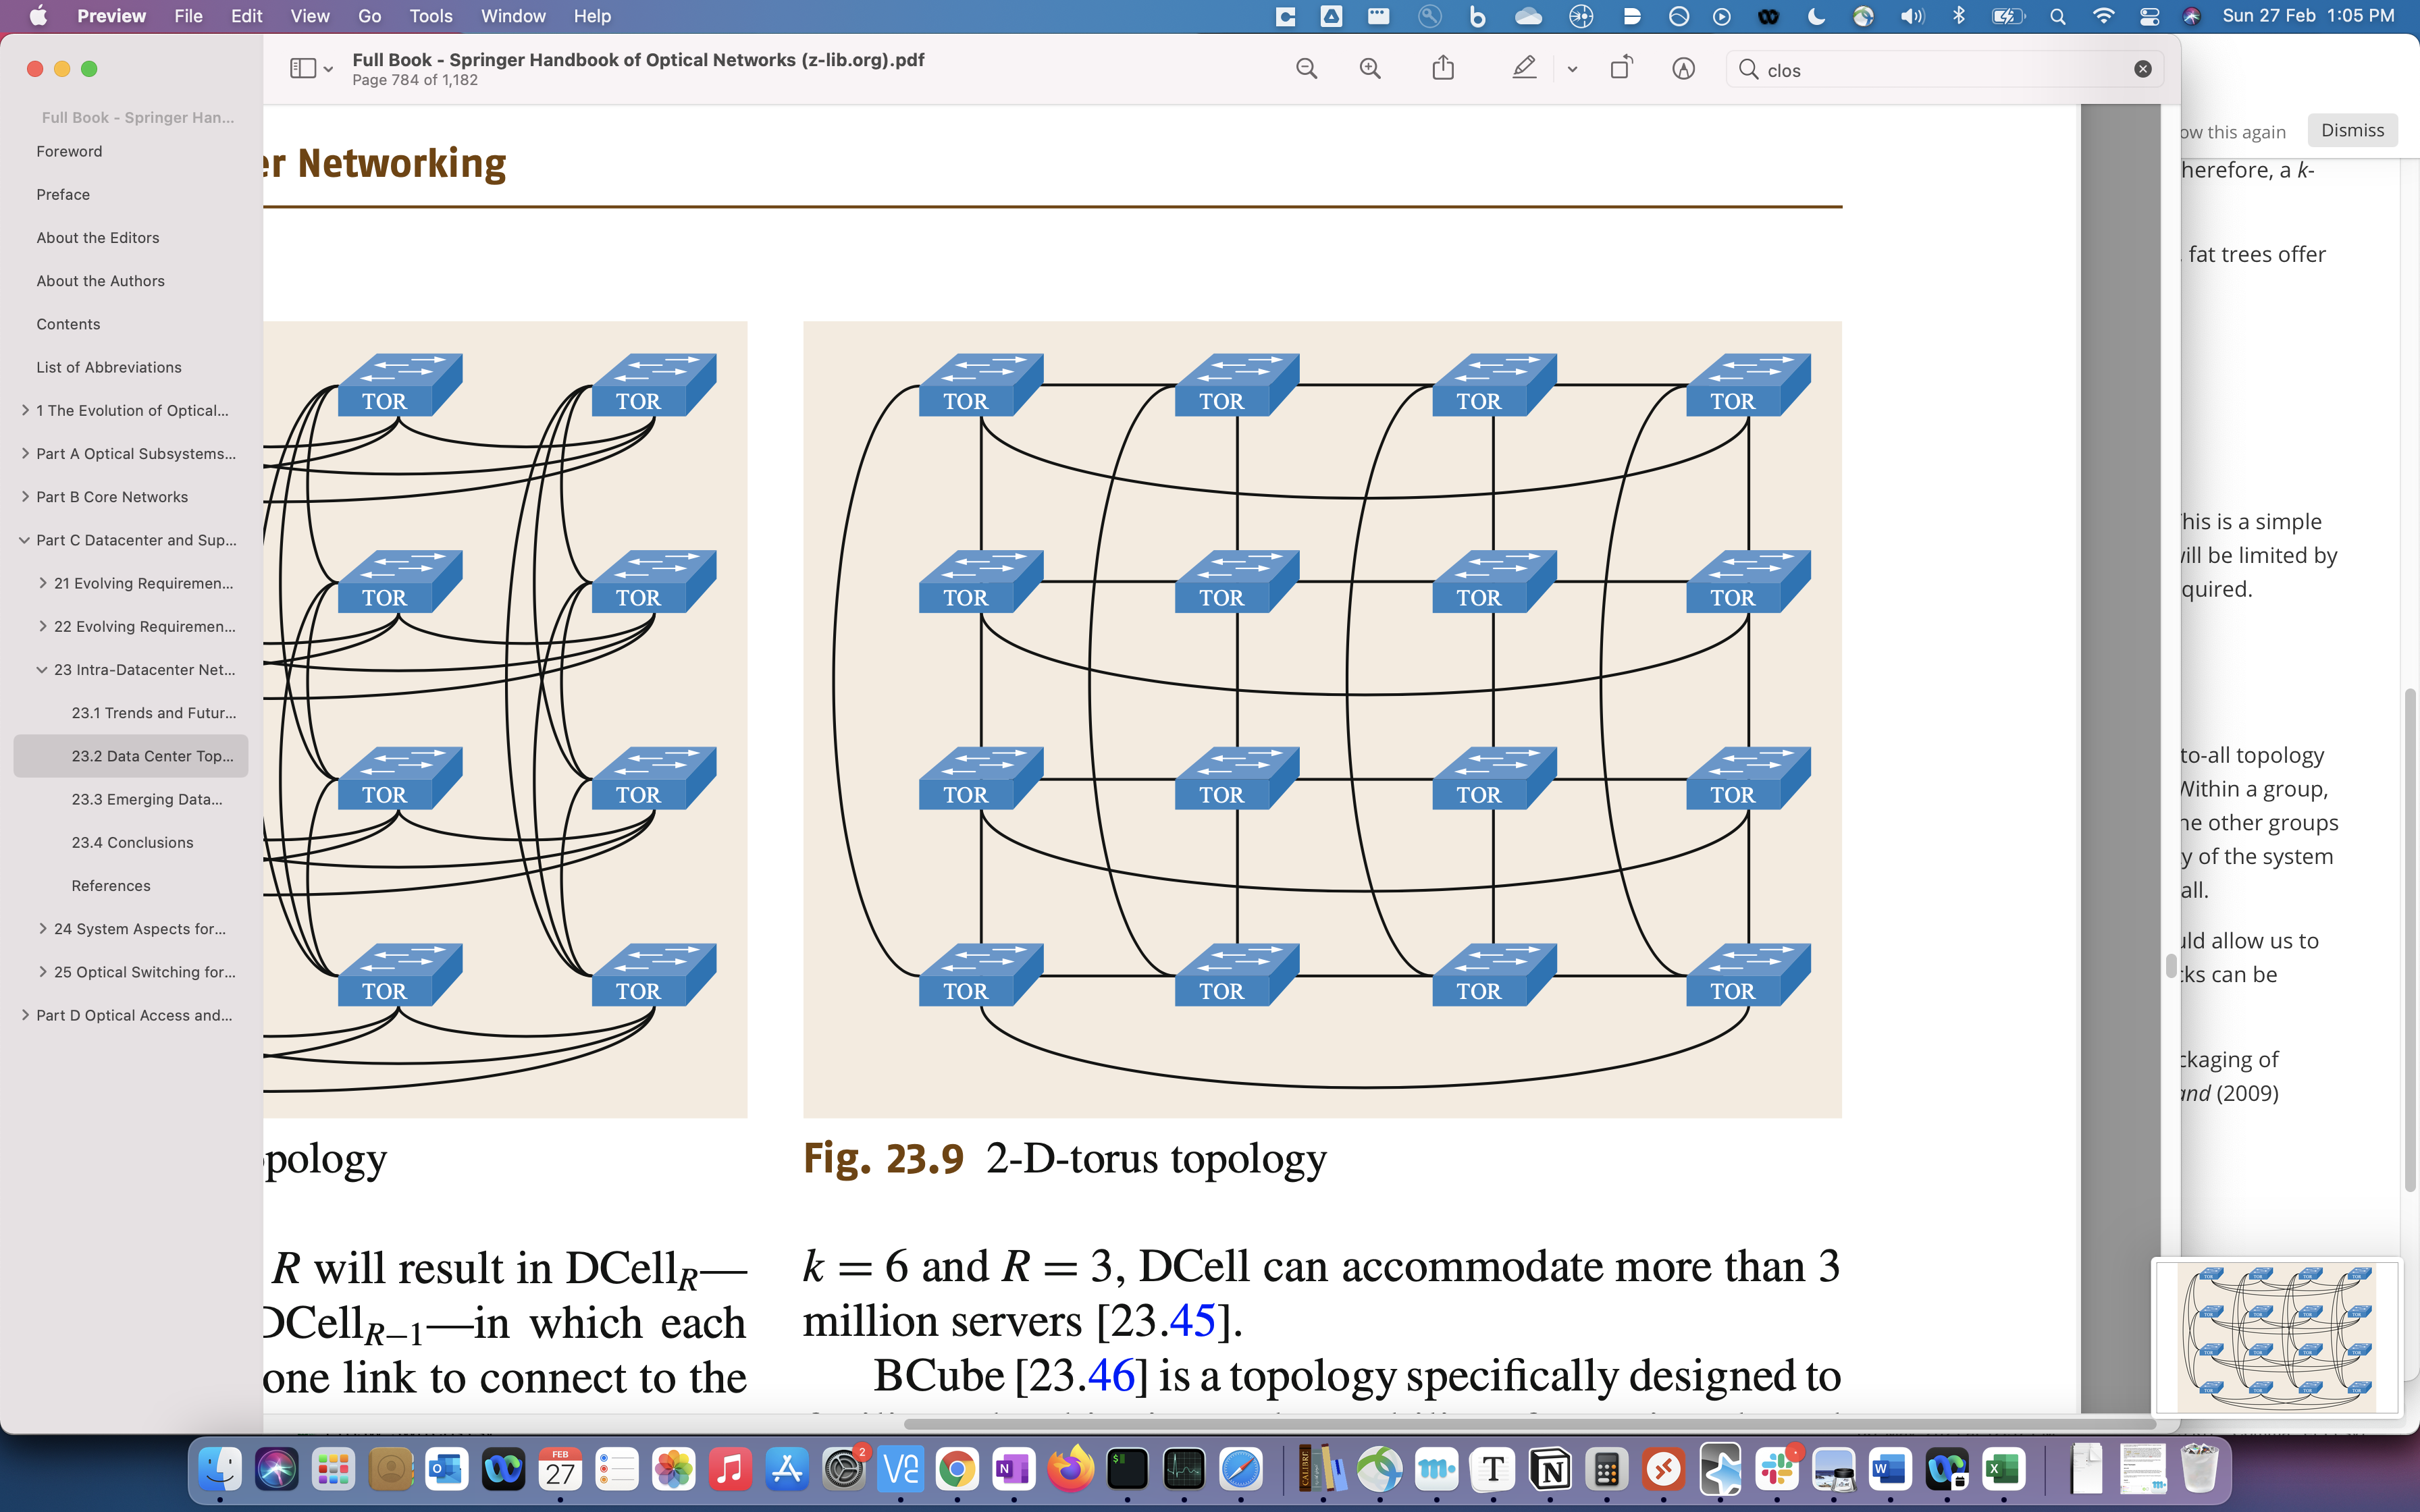 Preview File Edit View Go Tools Window Help
Sun 27 Feb 1:05 PM
Full Book - Springer Handbook of Optical Networks (z-lib.org).pdf
Page 784 of 1,182
clos
Full Book - Springer Han...
Foreword
Preface
About the Editors
About the Authors
Contents
List of Abbreviations
1 The Evolution of Optical...
Part A Optical Subsystems...
Part B Core Networks
Part C Datacenter and Sup...
21 Evolving Requiremen...
22 Evolving Requiremen...
23 Intra-Datacenter Net...
23.1 Trends and Futur...
23.2 Data Center Top...
23.3 Emerging Data...
23.4 Conclusions
References
24 System Aspects for...
25 Optical Switching for...
Part D Optical Access and...
er Networking
TOR TOR
TOR TOR
TOR TOR
TOR TOR
pology
R will result in DCellR—
DCellR−1—in which each
one link to connect to the
TOR TOR TOR TOR
TOR TOR TOR TOR
TOR TOR TOR TOR
TOR TOR TOR TOR
Fig. 23.9 2-D-torus topology
k = 6 and R = 3, DCell can accommodate more than 3
million servers [23.45].
BCube [23.46] is a topology specifically designed to
ow this again Dismiss
herefore, a k-
fat trees offer
his is a simple
ill be limited by
quired.
to-all topology
Within a group,
he other groups
y of the system
all.
uld allow us to
ks can be
ckaging of
and (2009)
FEB
27
2